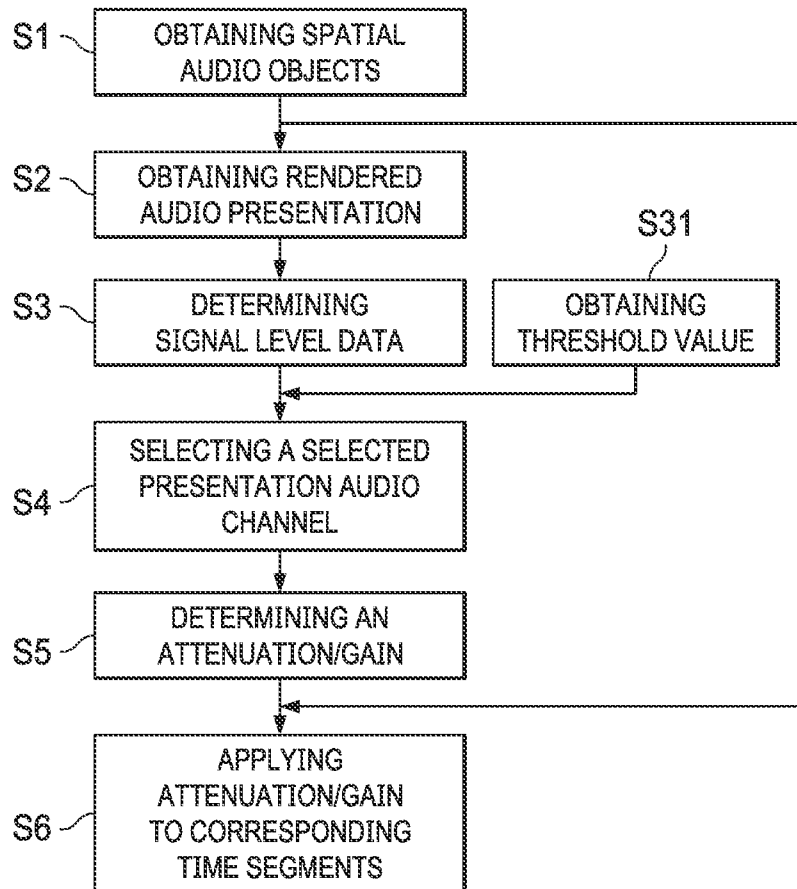 S1
OBTAINING SPATIAL
AUDIO OBJECTS
S2
OBTAINING RENDERED
AUDIO PRESENTATION
S31
S3
DETERMINING
SIGNAL LEVEL DATA
OBTAINING
THRESHOLD VALUE
S4
SELECTING A SELECTED
PRESENTATION AUDIO
CHANNEL
S5
DETERMINING AN
ATTENUATION/GAIN
S6
APPLYING
ATTENUATION/GAIN
TO CORRESPONDING
TIME SEGMENTS